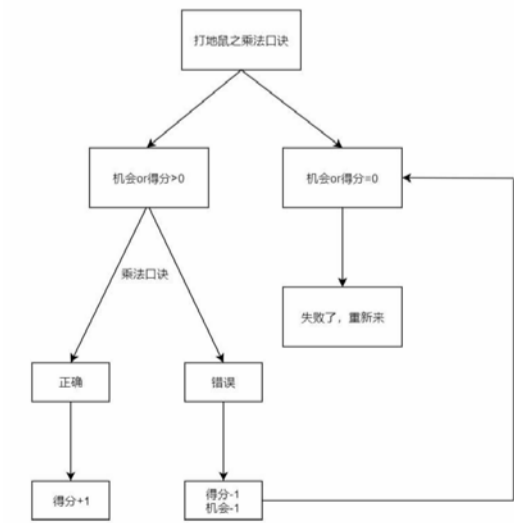 打地鼠之乘法口诀
机会or得分>0
机会or得分=0
乘法口诀
失败了，重新来
正确
错误
得分+1
得分-1
机会-1